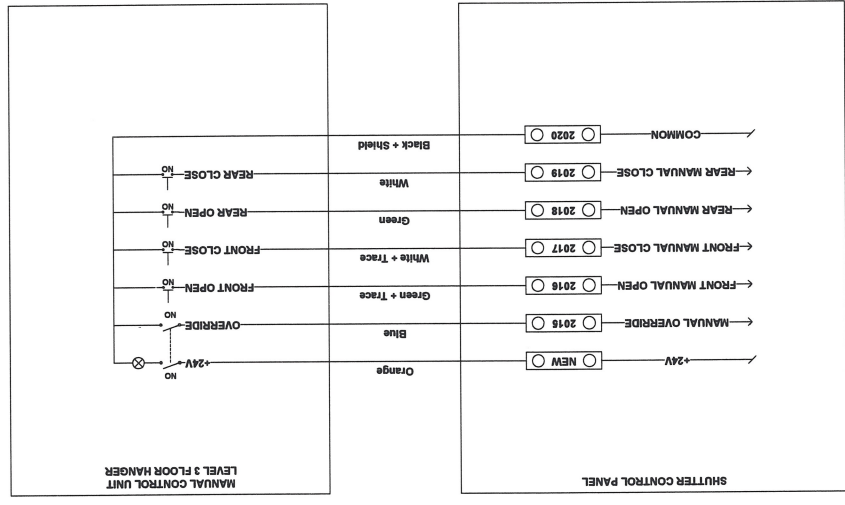 SHUTTER CONTROL PANEL
MANUAL CONTROL UNIT
LEVEL 3 FLOOR HANGER
+24V
NEW
Orange
+24V
NO
MANUAL OVERRIDE
2015
Blue
OVERRIDE
NO
FRONT MANUAL OPEN
2016
Green + Trace
FRONT OPEN
NO
FRONT MANUAL CLOSE
2017
White + Trace
FRONT CLOSE
NO
REAR MANUAL OPEN
2018
Green
REAR OPEN
NO
REAR MANUAL CLOSE
2019
White
REAR CLOSE
NO
COMMON
2020
Black + Shield